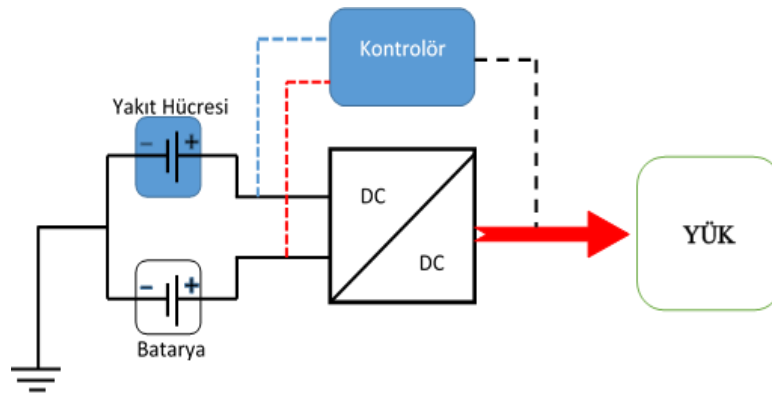 Kontrolör
Yakıt Hücresi
- +
DC
DC
YÜK
- +
Batarya